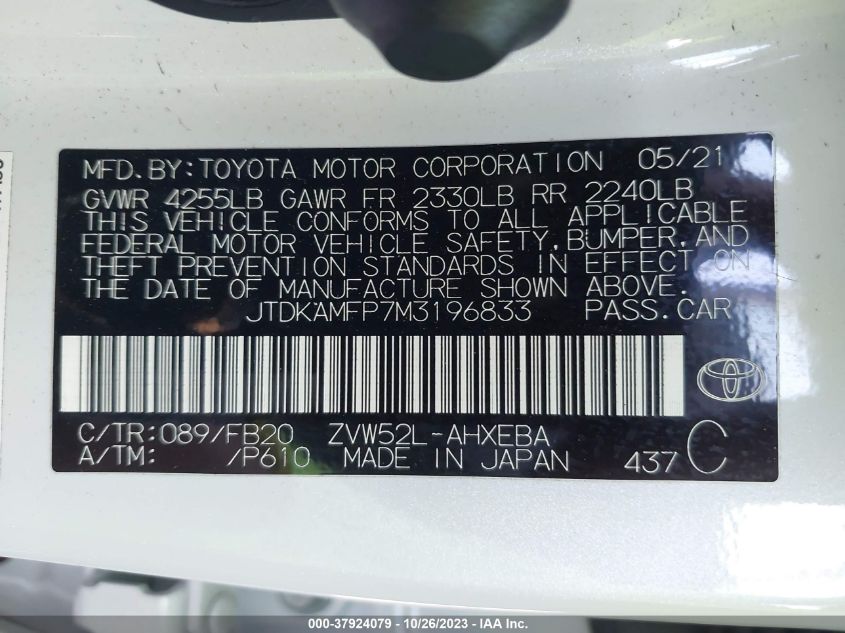 MFD.BY:TOYOTA MOTOR CORPORATION 05/21
GVWR 4255LB GAWR FR 2330LB RR 2240LB
THIS VEHICLE CONFORMS TO ALL APPLICABLE
FEDERAL MOTOR VEHICLE SAFETY,BUMPER,AND
THEFT PREVENTION STANDARDS IN EFFECT ON
THE DATE OF MANUFACTURE SHOWN ABOVE.
JTDKAMFP7M3196833 PASS.CAR
C/TR:089/FB20 ZVW52L-AHXEBA
A/TM: /P610 MADE IN JAPAN 437 C
000-37924079 - 10/26/2023 - IAA Inc.